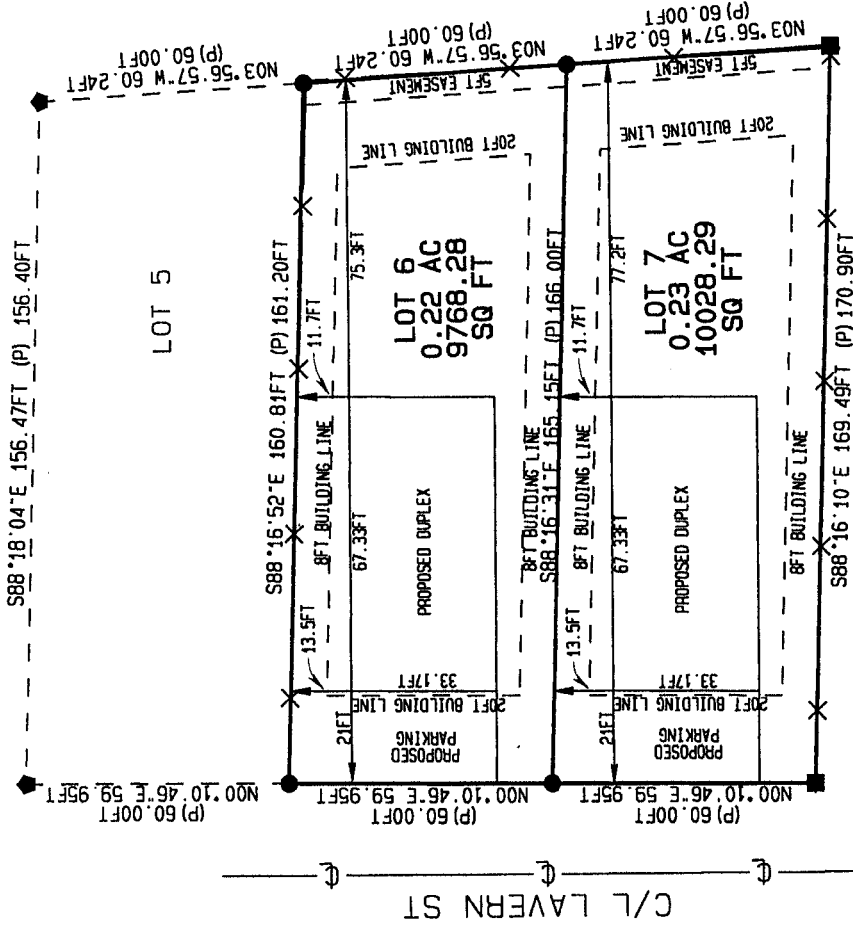 (P) 60.00FT
N03°56'57"W 60.24FT
(P) 60.00FT
N03°56'57"W 60.24FT
(P) 60.00FT
N03°56'57"W 60.24FT
5FT EASEMENT
5FT EASEMENT
20FT BUILDING LINE
20FT BUILDING LINE
S88°18'04"E 156.47FT (P) 156.40FT
LOT 5
S88°16'52"E 160.81FT (P) 161.20FT
8FT BUILDING LINE
11.7FT
75.3FT
LOT 6
0.22 AC
9768.28
SQ FT
67.33FT
PROPOSED DUPLEX
13.5FT
33.17FT
20FT BUILDING LINE
21FT
PROPOSED
PARKING
8FT BUILDING LINE
S88°16'31"E 165.15FT (P) 166.00FT
8FT BUILDING LINE
11.7FT
77.2FT
LOT 7
0.23 AC
10028.29
SQ FT
67.33FT
PROPOSED DUPLEX
13.5FT
33.17FT
20FT BUILDING LINE
21FT
PROPOSED
PARKING
8FT BUILDING LINE
S88°16'10"E 169.49FT (P) 170.90FT
N00°10'46"E 59.95FT
(P) 60.00FT
N00°10'46"E 59.95FT
(P) 60.00FT
N00°10'46"E 59.95FT
(P) 60.00FT
℄
℄
℄
C/L LAVERN ST